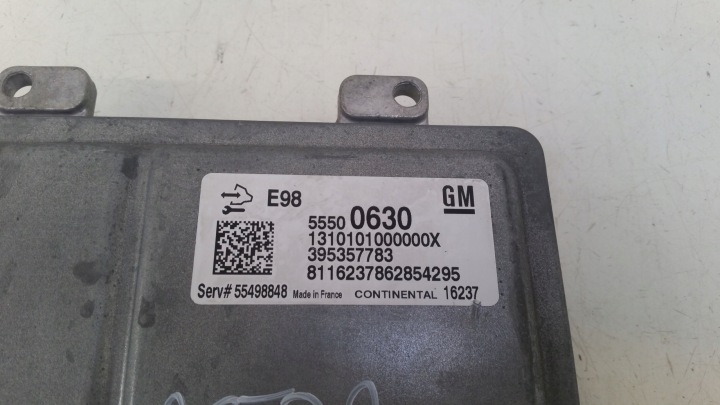 E98
GM
5550 0630
1310101000000X
395357783
8116237862854295
Serv# 55498848 Made in France CONTINENTAL 16237